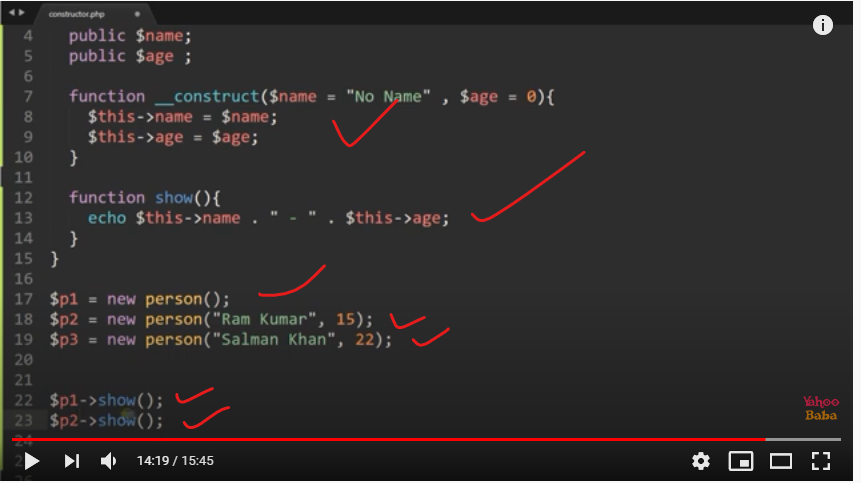 constructor.php
4 public $name;
5 public $age ;
6
7 function __construct($name = "No Name" , $age = 0){
8 $this->name = $name;
9 $this->age = $age;
10 }
11
12 function show(){
13 echo $this->name . " - " . $this->age;
14 }
15 }
16
17 $p1 = new person();
18 $p2 = new person("Ram Kumar", 15);
19 $p3 = new person("Salman Khan", 22);
20
21
22 $p1->show();
23 $p2->show();
24
Yahoo
Baba
14:19 / 15:45